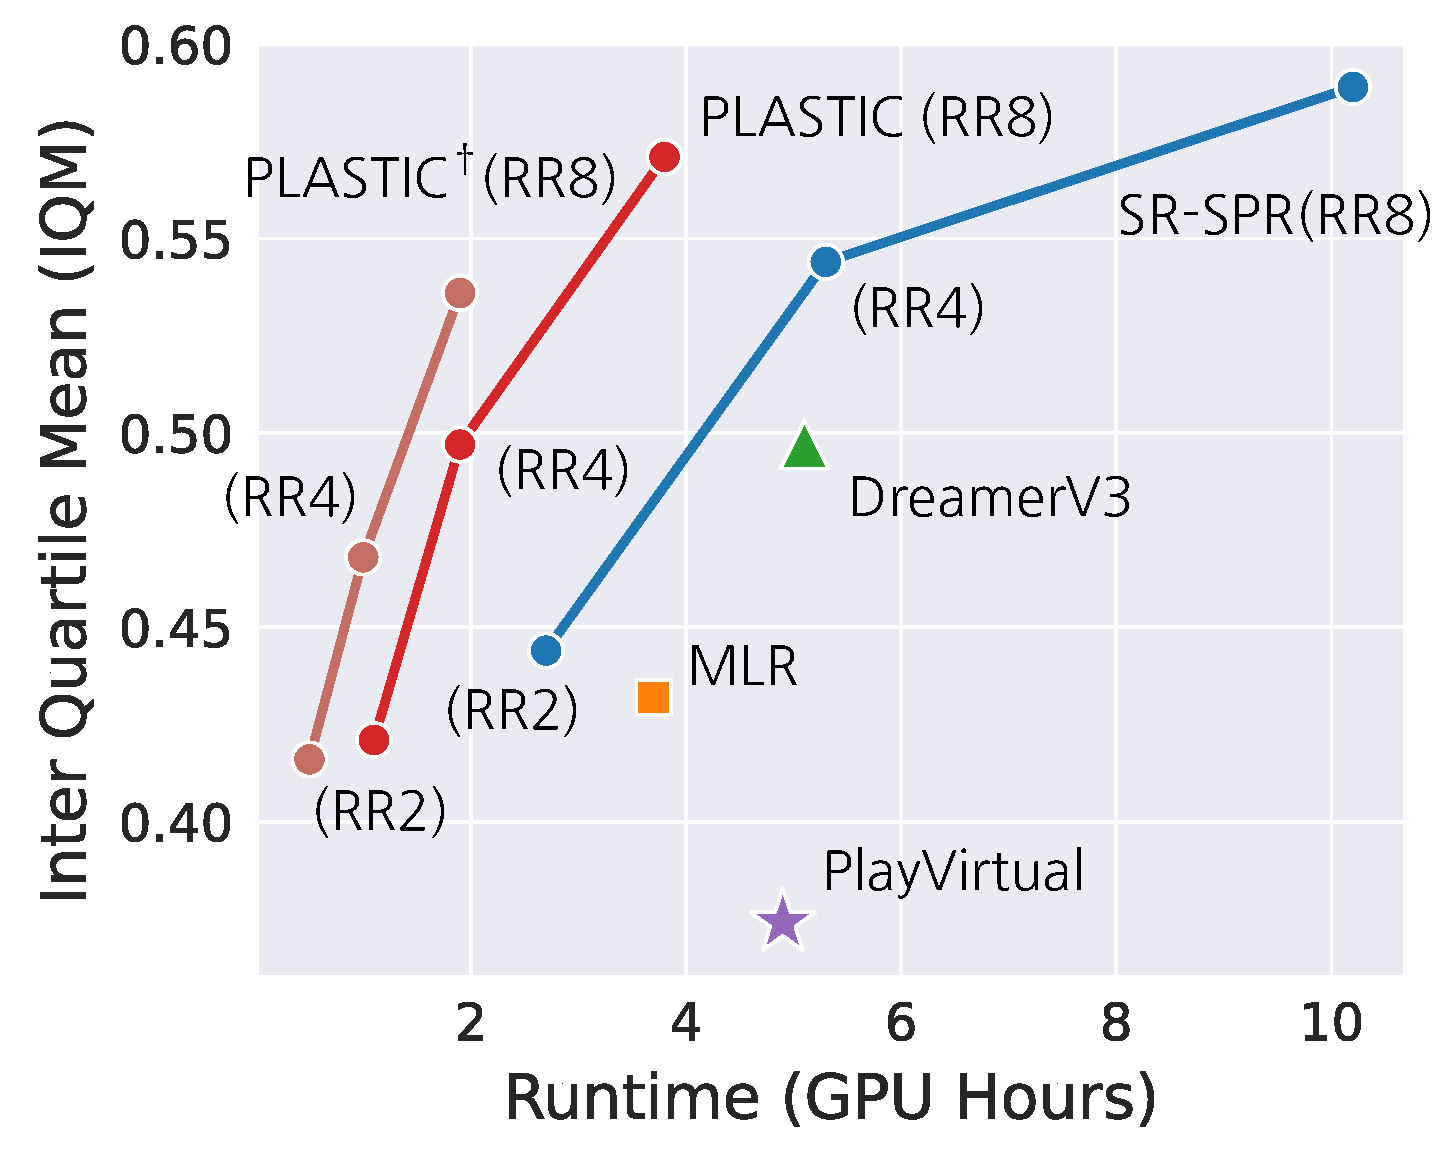 0.60
0.55
0.50
0.45
0.40
Inter Quartile Mean (IQM)
PLASTIC (RR8)
PLASTIC†(RR8)
SR-SPR(RR8)
(RR4)
(RR4)
(RR4)
DreamerV3
MLR
(RR2)
(RR2)
PlayVirtual
2 4 6 8 10
Runtime (GPU Hours)